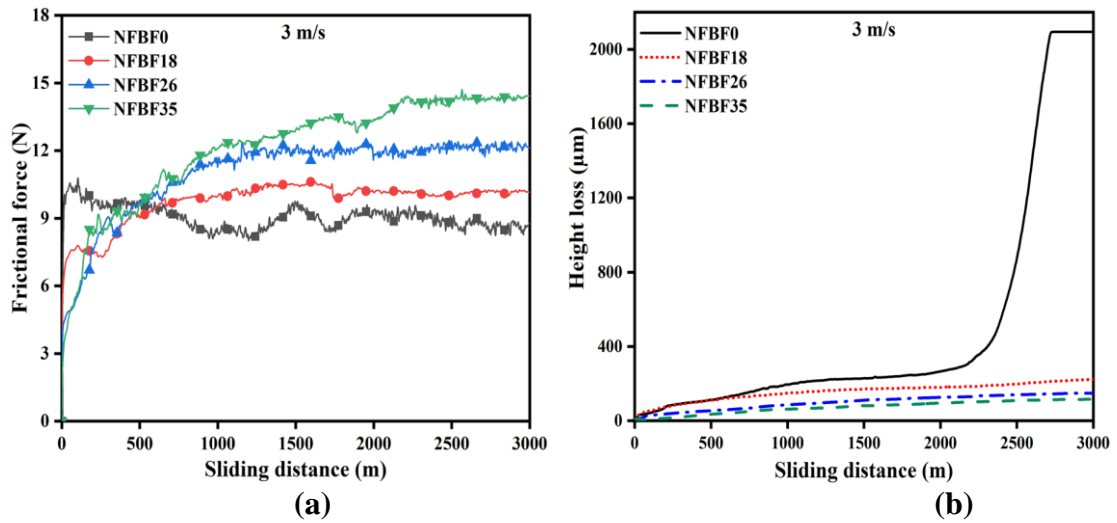 3 m/s
NFBF0
NFBF18
NFBF26
NFBF35
18
15
12
9
6
3
0
Frictional force (N)
0
500
1000
1500
2000
2500
3000
Sliding distance (m)
(a)
3 m/s
NFBF0
NFBF18
NFBF26
NFBF35
2000
1600
1200
800
400
0
Height loss (µm)
0
500
1000
1500
2000
2500
3000
Sliding distance (m)
(b)